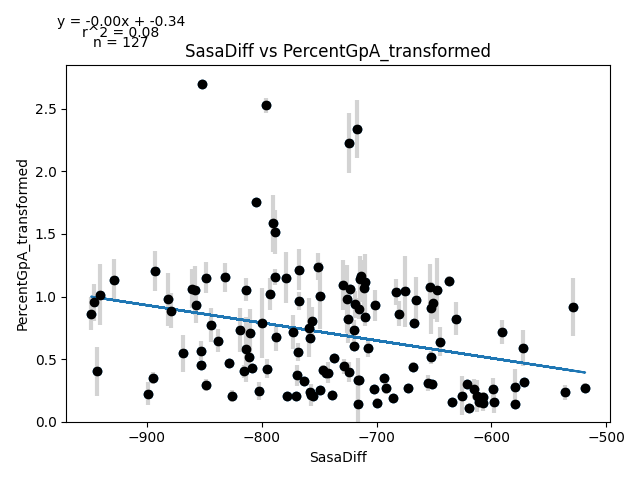 y = -0.00x + -0.34
r^2 = 0.08
n = 127
SasaDiff vs PercentGpA_transformed
PercentGpA_transformed
2.5
2.0
1.5
1.0
0.5
0.0
−900
−800
−700
−600
−500
SasaDiff